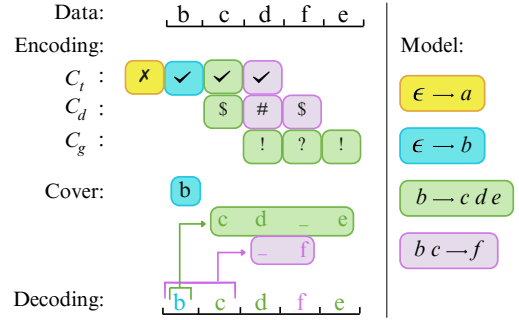 Data: b c d f e
Encoding: Model:
C_t : ✗ ✓ ✓ ✓
ϵ → a
C_d : $ # $
C_g : ! ? !
ϵ → b
Cover: b
b → c d e
c d _ e
_ f
b c → f
Decoding: b c d f e